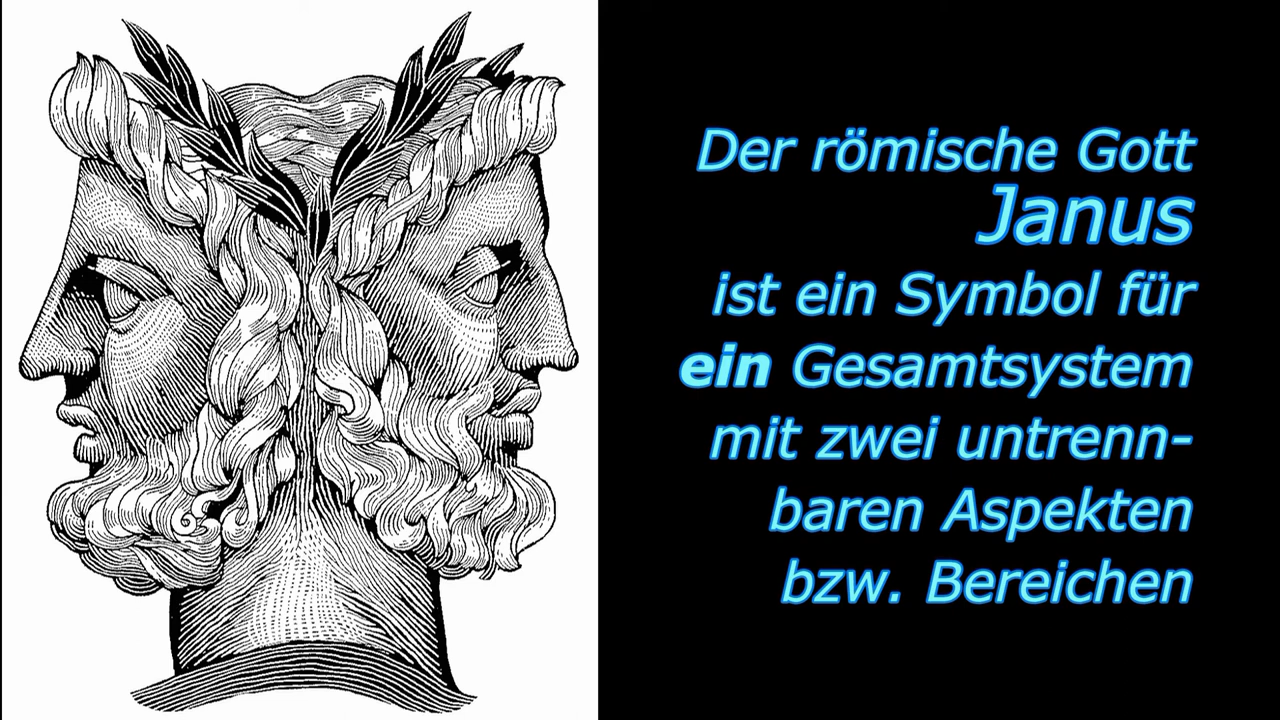 Der römische Gott
Janus
ist ein Symbol für
ein Gesamtsystem
mit zwei untrenn-
baren Aspekten
bzw. Bereichen